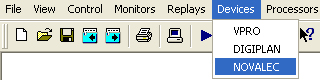 File View Control Monitors Replays Devices Processors
VPRO
DIGIPLAN
NOVALEC